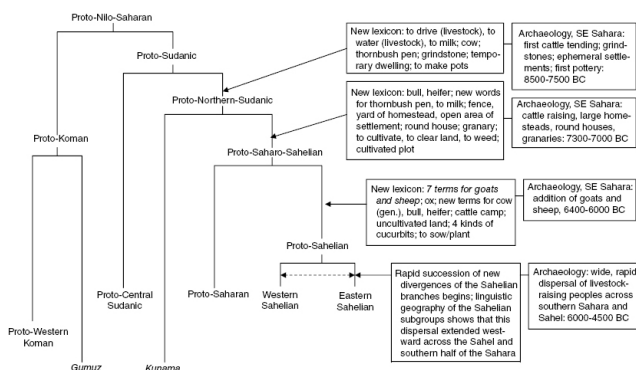 Proto-Nilo-Saharan
Proto-Sudanic
Proto-Northern-Sudanic
Proto-Koman
Proto-Saharo-Sahelian
Proto-Sahelian
Proto-Saharan
Western
Sahelian
Eastern
Sahelian
Proto-Central
Sudanic
Proto-Western
Koman
Gumuz
Kunama
New lexicon: to drive (livestock), to
water (livestock), to milk; cow;
thornbush pen; grindstone; tempo-
rary dwelling; to make pots
Archaeology, SE Sahara:
first cattle tending; grind-
stones; ephemeral settle-
ments; first pottery:
8500-7500 BC
New lexicon: bull, heifer; new words
for thornbush pen, to milk; fence,
yard of homestead, open area of
settlement; round house; granary;
to cultivate, to clear land, to weed;
cultivated plot
Archaeology, SE Sahara:
cattle raising, large home-
steads, round houses,
granaries: 7300-7000 BC
New lexicon: 7 terms for goats
and sheep; ox; new terms for cow
(gen.), bull, heifer; cattle camp;
uncultivated land; 4 kinds of
cucurbits; to sow/plant
Archaeology, SE Sahara:
addition of goats and
sheep, 6400-6000 BC
Rapid succession of new
divergences of the Sahelian
branches begins; linguistic
geography of the Sahelian
subgroups shows that this
dispersal extended west-
ward across the Sahel and
southern half of the Sahara
Archaeology: wide, rapid
dispersal of livestock-
raising peoples across
southern Sahara and
Sahel: 6000-4500 BC